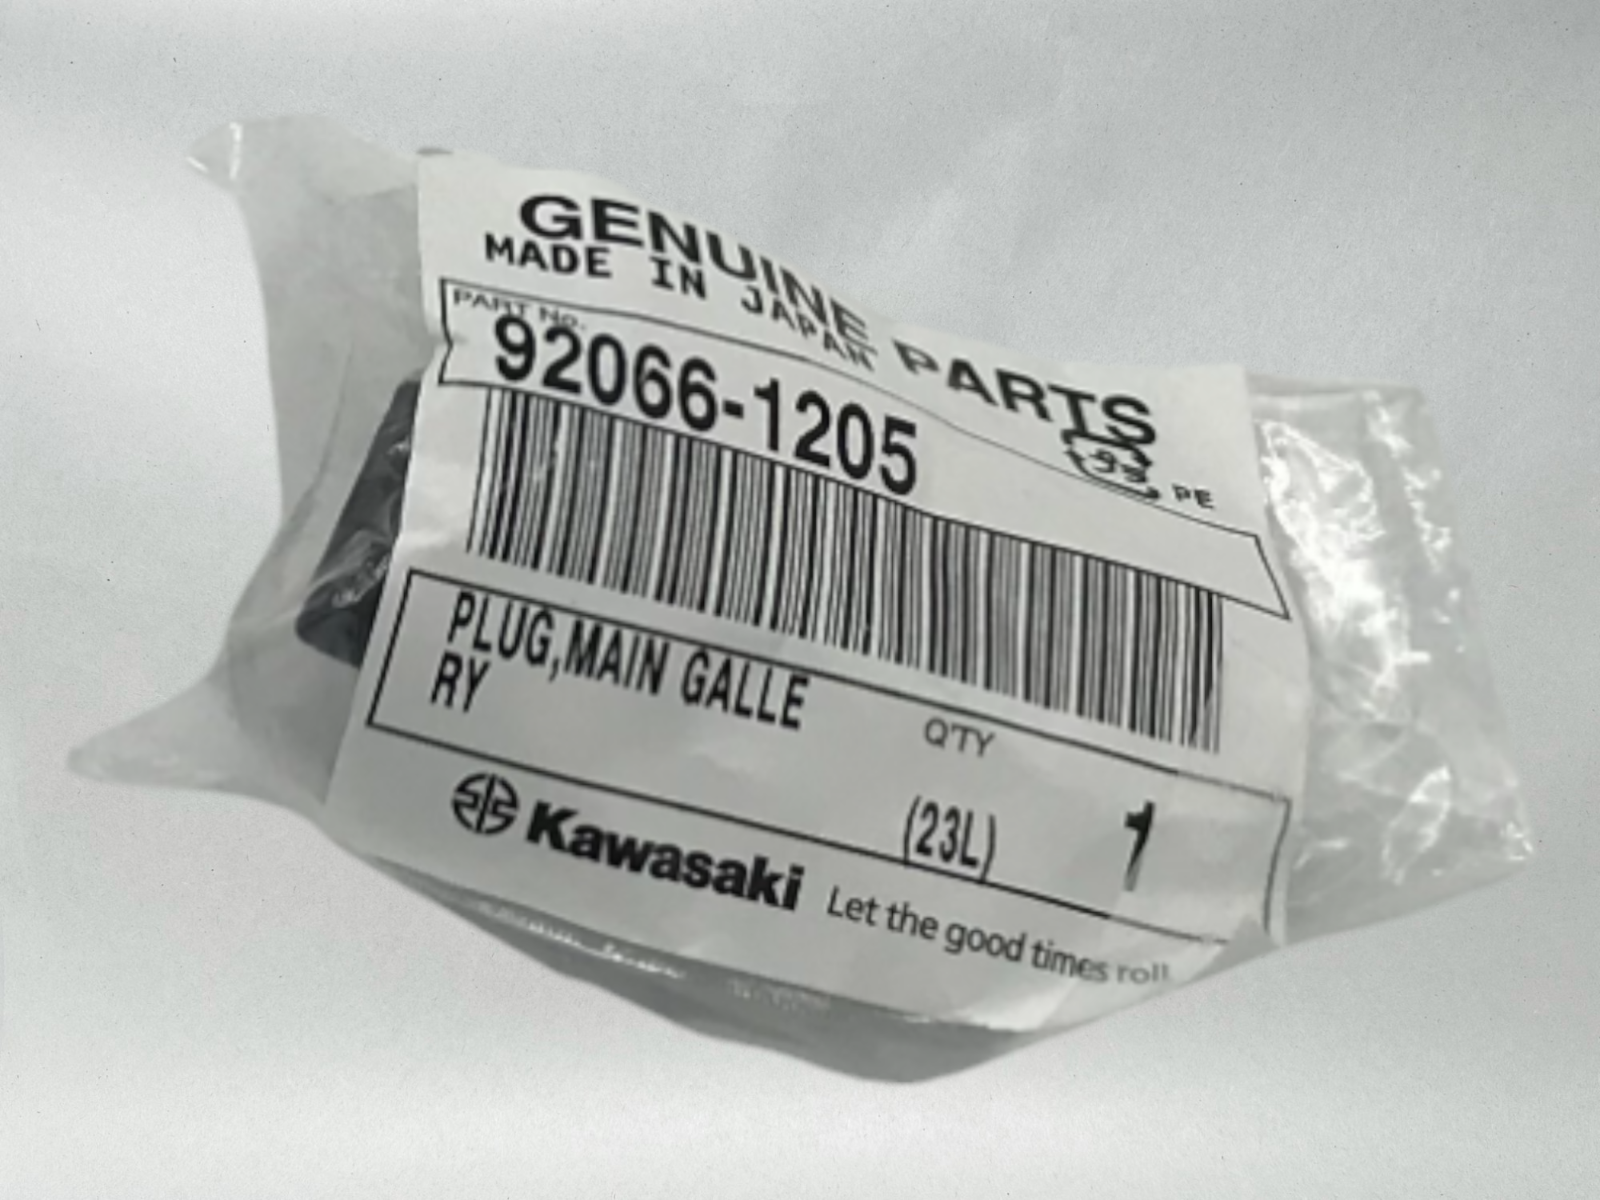 GENUINE PARTS
MADE IN JAPAN
PART No.
92066-1205
PE
PLUG,MAIN GALLE
RY
Q'TY
(23L) 1
Kawasaki Let the good times roll